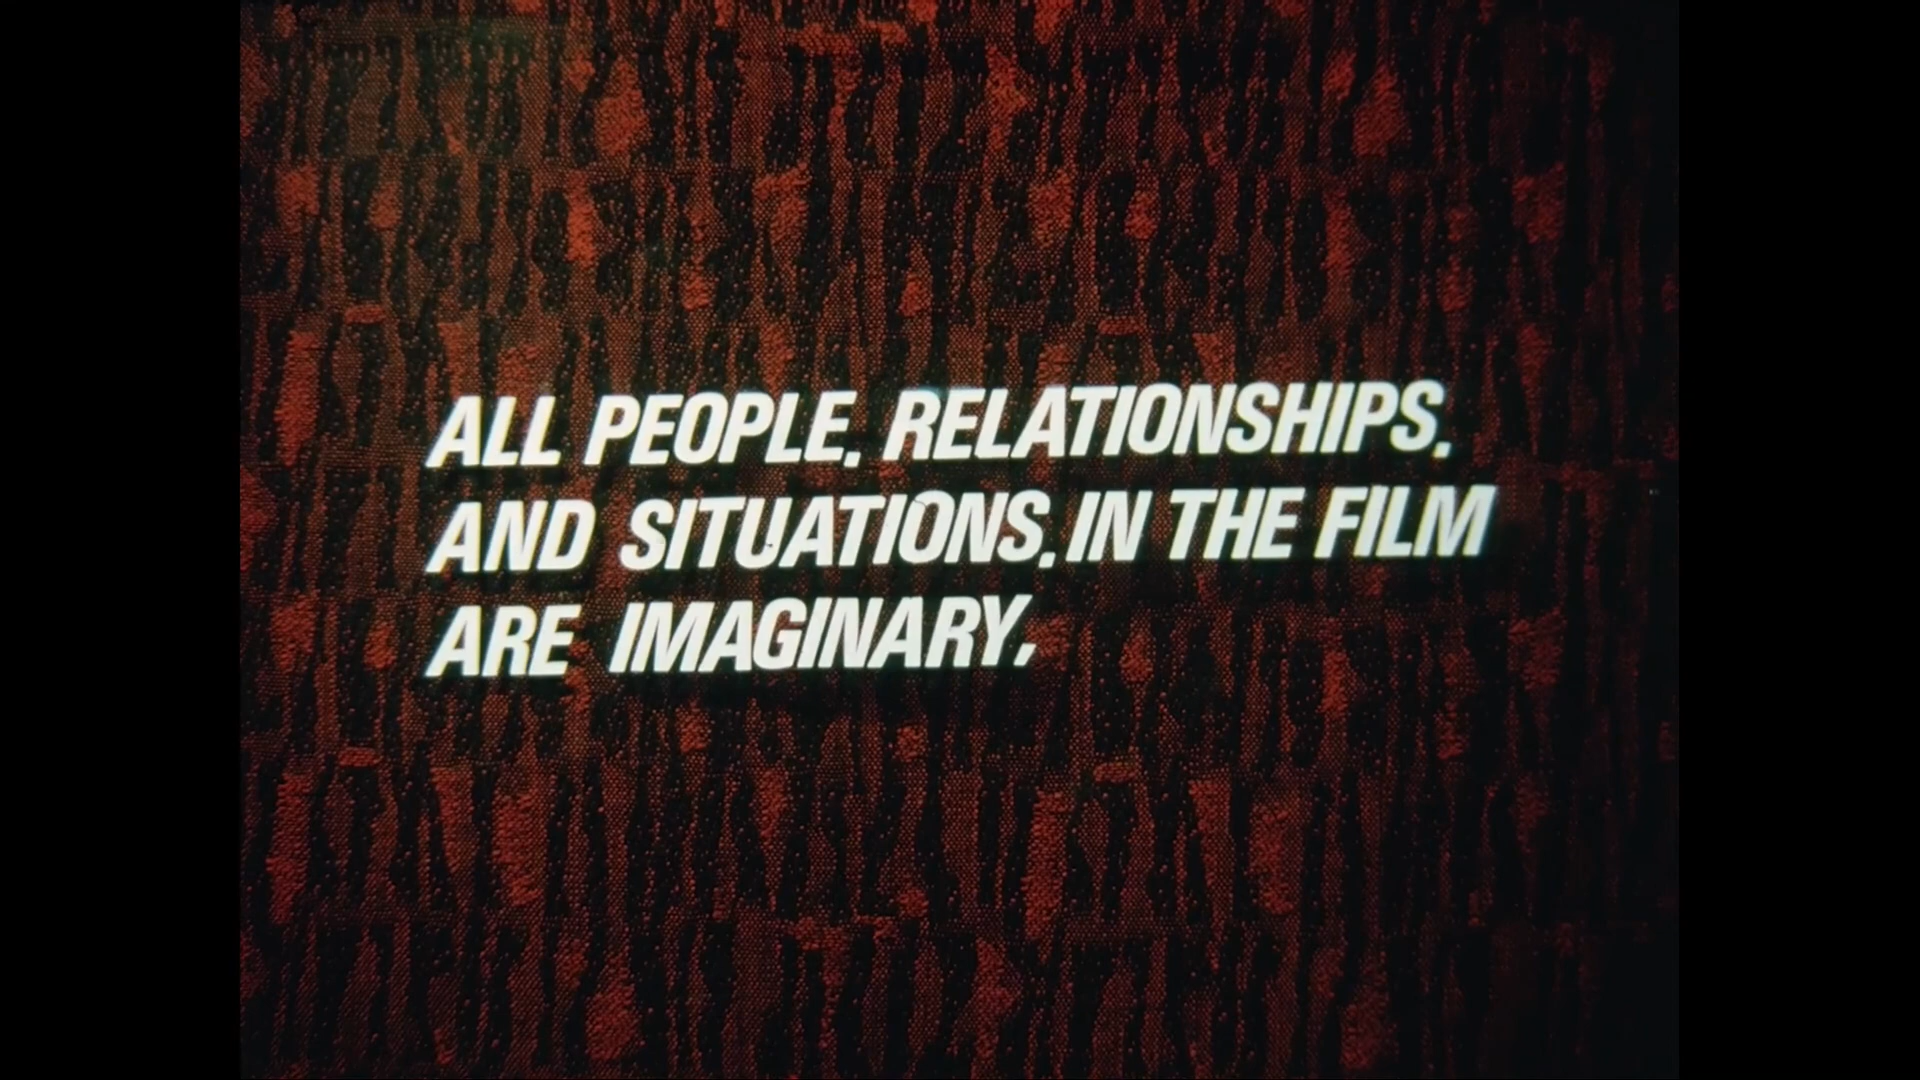 ALL PEOPLE. RELATIONSHIPS.
AND SITUATIONS. IN THE FILM
ARE IMAGINARY,